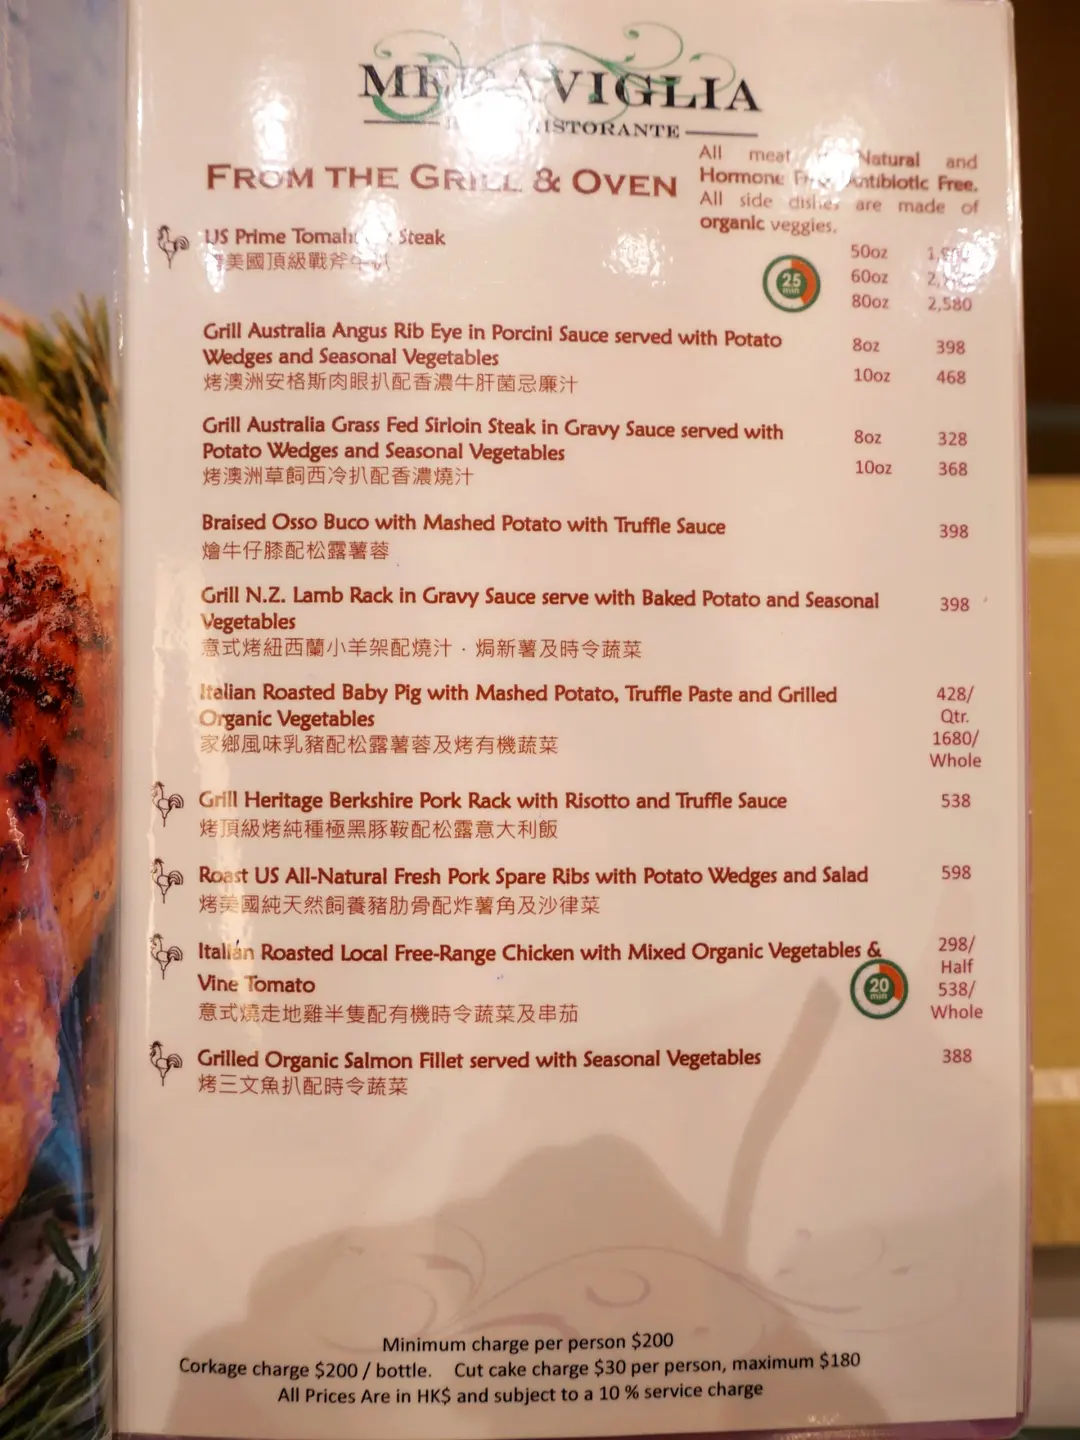 MERAVIGLIA
RISTORANTE
FROM THE GRILL & OVEN
All meat Natural and
Hormone Free, Antibiotic Free.
All side dishes are made of
organic veggies.
US Prime Tomahawk Steak
美國頂級戰斧牛扒
25
min
50oz
60oz
80oz 2,580
Grill Australia Angus Rib Eye in Porcini Sauce served with Potato
Wedges and Seasonal Vegetables
烤澳洲安格斯肉眼扒配香濃牛肝菌忌廉汁
8oz 398
10oz 468
Grill Australia Grass Fed Sirloin Steak in Gravy Sauce served with
Potato Wedges and Seasonal Vegetables
烤澳洲草飼西冷扒配香濃燒汁
8oz 328
10oz 368
Braised Osso Buco with Mashed Potato with Truffle Sauce 398
燴牛仔膝配松露薯蓉
Grill N.Z. Lamb Rack in Gravy Sauce serve with Baked Potato and Seasonal 398
Vegetables
意式烤紐西蘭小羊架配燒汁．焗新薯及時令蔬菜
Italian Roasted Baby Pig with Mashed Potato, Truffle Paste and Grilled
Organic Vegetables
家鄉風味乳豬配松露薯蓉及烤有機蔬菜
428/
Qtr.
1680/
Whole
Grill Heritage Berkshire Pork Rack with Risotto and Truffle Sauce 538
烤頂級烤純種極黑豚鞍配松露意大利飯
Roast US All-Natural Fresh Pork Spare Ribs with Potato Wedges and Salad 598
烤美國純天然飼養豬肋骨配炸薯角及沙律菜
Italian Roasted Local Free-Range Chicken with Mixed Organic Vegetables &
Vine Tomato
意式燒走地雞半隻配有機時令蔬菜及串茄
20
min
298/
Half
538/
Whole
Grilled Organic Salmon Fillet served with Seasonal Vegetables 388
烤三文魚扒配時令蔬菜
Minimum charge per person $200
Corkage charge $200 / bottle. Cut cake charge $30 per person, maximum $180
All Prices Are in HK$ and subject to a 10 % service charge